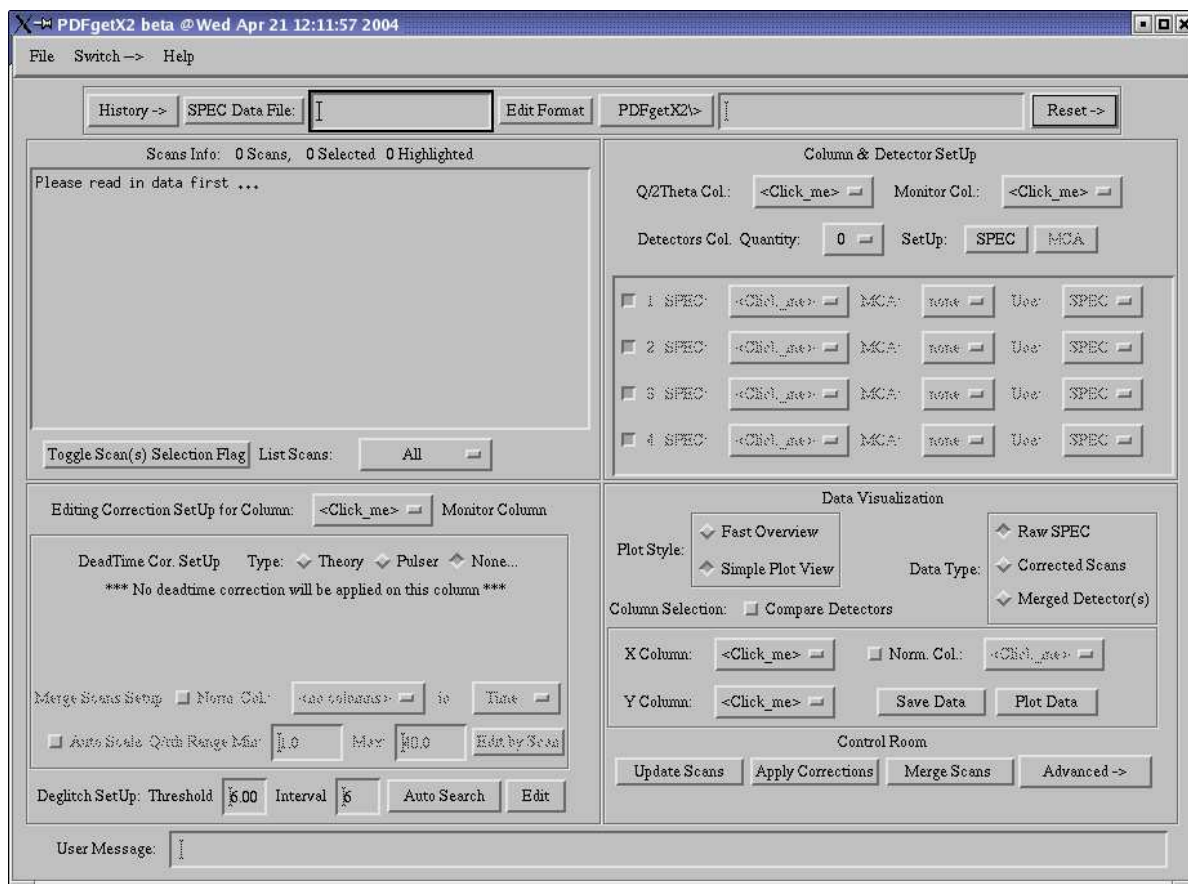 PDFgetX2 beta @ Wed Apr 21 12:11:57 2004
File Switch —> Help
History -> SPEC Data File: Edit Format PDFgetX2\> Reset ->
Scans Info: 0 Scans, 0 Selected 0 Highlighted
Please read in data first ...
Toggle Scan(s) Selection Flag List Scans: All
Column & Detector SetUp
Q/2Theta Col.: <Click_me> Monitor Col.: <Click_me>
Detectors Col. Quantity: 0 SetUp: SPEC MCA
1 SPEC: <Click_me> MCA: none Use: SPEC
2 SPEC: <Click_me> MCA: none Use: SPEC
3 SPEC: <Click_me> MCA: none Use: SPEC
4 SPEC: <Click_me> MCA: none Use: SPEC
Editing Correction SetUp for Column: <Click_me> Monitor Column
DeadTime Cor. SetUp Type: Theory Pulser None...
*** No deadtime correction will be applied on this column ***
Merge Scans Setup Norm Col.: <no columns> in Time
Auto Scale Q/tth Range Min: 1.0 Max: 40.0 Edit by Scan
Deglitch SetUp: Threshold 6.00 Interval 6 Auto Search Edit
Data Visualization
Plot Style: Fast Overview
Simple Plot View
Data Type: Raw SPEC
Corrected Scans
Merged Detector(s)
Column Selection: Compare Detectors
X Column: <Click_me> Norm. Col.: <Click_me>
Y Column: <Click_me> Save Data Plot Data
Control Room
Update Scans Apply Corrections Merge Scans Advanced ->
User Message: